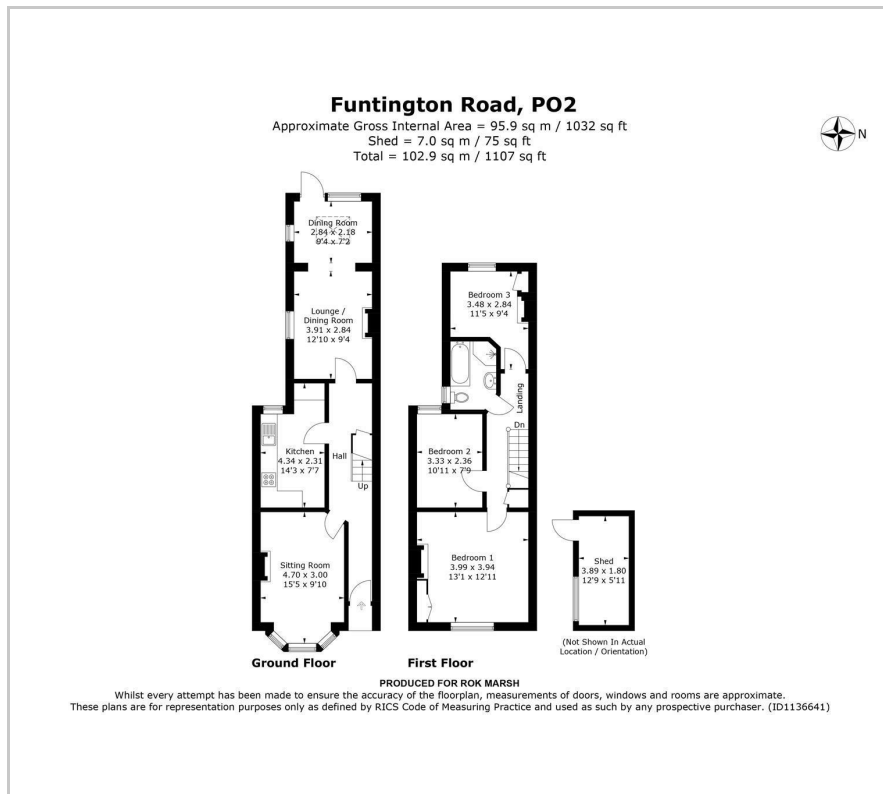 Funtington Road, PO2
Approximate Gross Internal Area = 95.9 sq m / 1032 sq ft
Shed = 7.0 sq m / 75 sq ft
Total = 102.9 sq m / 1107 sq ft
N
Dining Room
2.84 x 2.18
9'4 x 7'2
Lounge /
Dining Room
3.91 x 2.84
12'10 x 9'4
Kitchen
4.34 x 2.31
14'3 x 7'7
Hall
Up
Sitting Room
4.70 x 3.00
15'5 x 9'10
Ground Floor
Bedroom 3
3.48 x 2.84
11'5 x 9'4
Landing
Dn
Bedroom 2
3.33 x 2.36
10'11 x 7'9
Bedroom 1
3.99 x 3.94
13'1 x 12'11
First Floor
Shed
3.89 x 1.80
12'9 x 5'11
(Not Shown In Actual
Location / Orientation)
PRODUCED FOR ROK MARSH
Whilst every attempt has been made to ensure the accuracy of the floorplan, measurements of doors, windows and rooms are approximate.
These plans are for representation purposes only as defined by RICS Code of Measuring Practice and used as such by any prospective purchaser. (ID1136641)